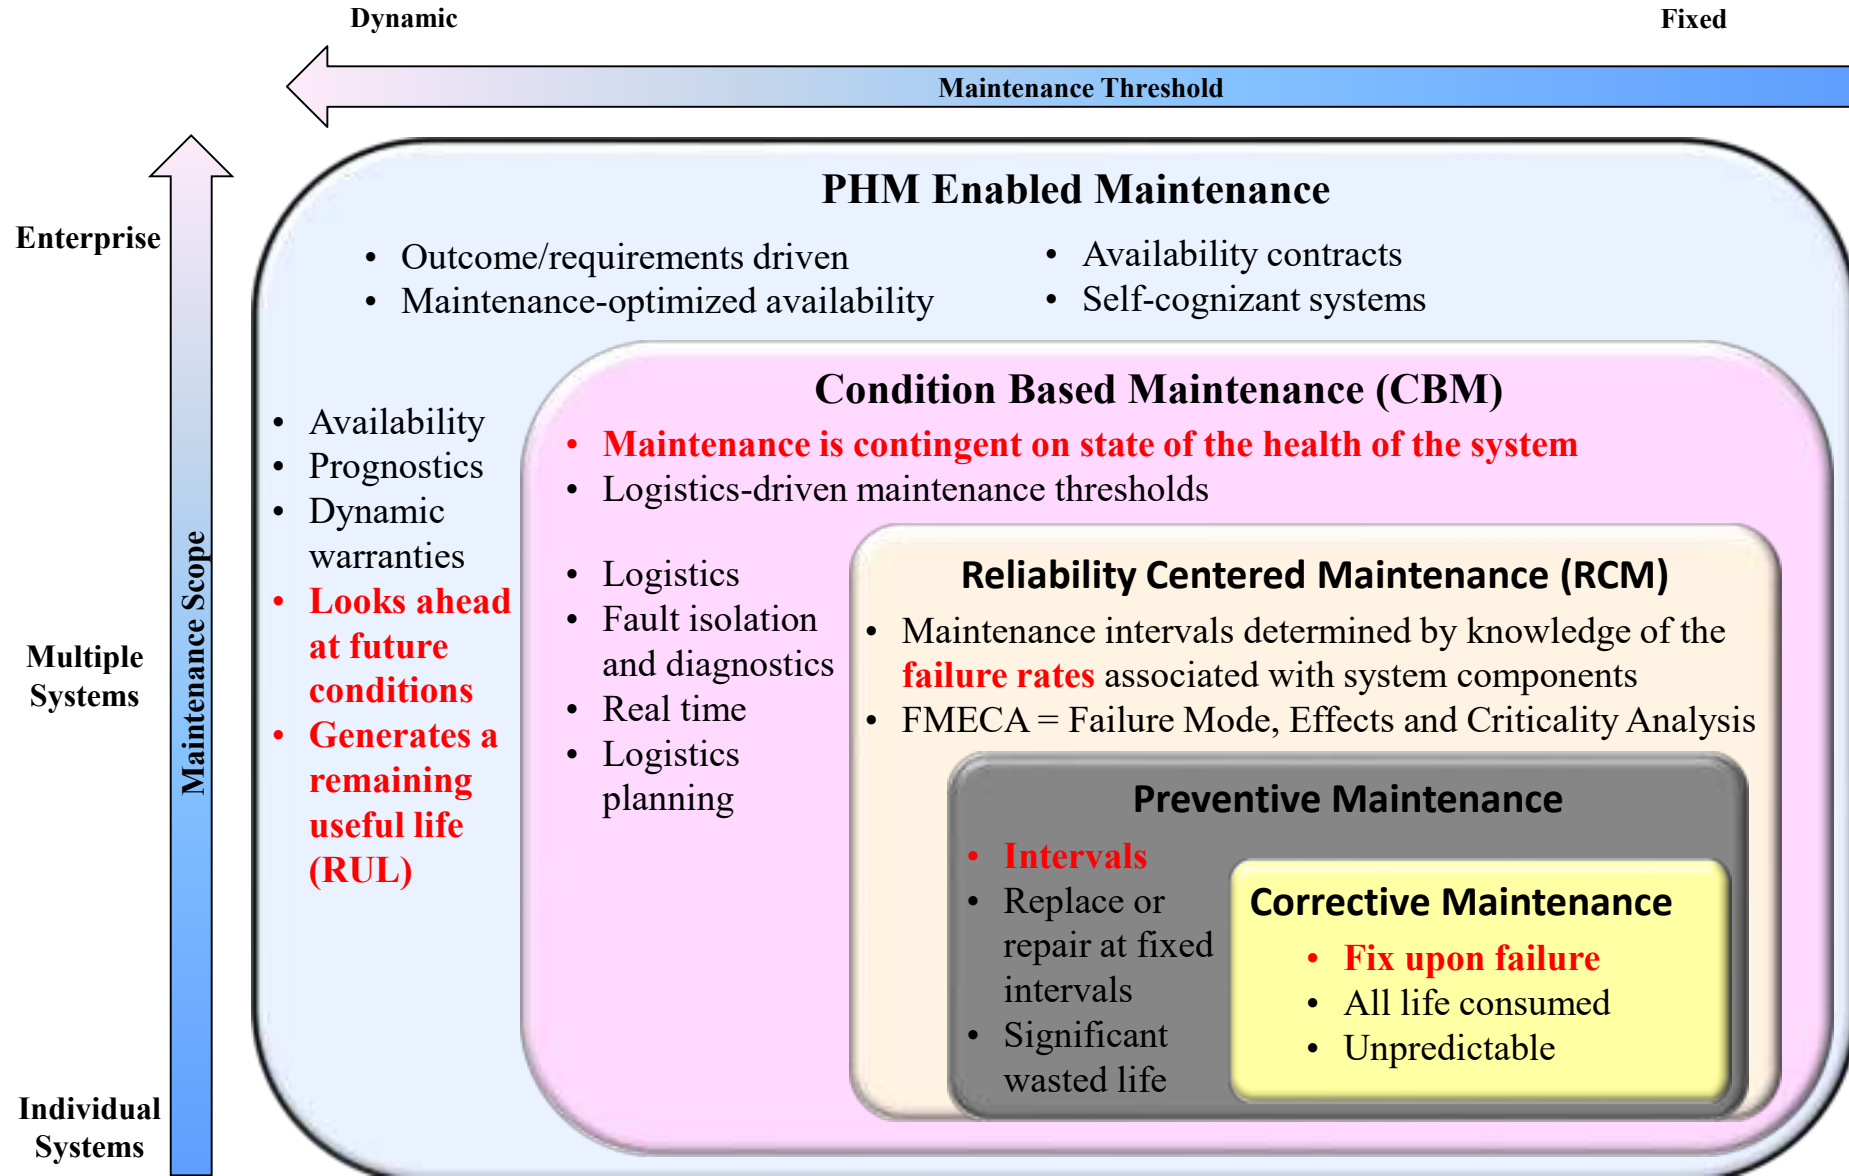 Dynamic
Fixed
Maintenance Threshold
Enterprise
Multiple
Systems
Individual
Systems
Maintenance Scope
PHM Enabled Maintenance
• Outcome/requirements driven
• Maintenance-optimized availability
• Availability contracts
• Self-cognizant systems
• Availability
• Prognostics
• Dynamic
warranties
• Looks ahead
at future
conditions
• Generates a
remaining
useful life
(RUL)
Condition Based Maintenance (CBM)
• Maintenance is contingent on state of the health of the system
• Logistics-driven maintenance thresholds
• Logistics
• Fault isolation
and diagnostics
• Real time
• Logistics
planning
Reliability Centered Maintenance (RCM)
• Maintenance intervals determined by knowledge of the
failure rates associated with system components
• FMECA = Failure Mode, Effects and Criticality Analysis
Preventive Maintenance
• Intervals
• Replace or
repair at fixed
intervals
• Significant
wasted life
Corrective Maintenance
• Fix upon failure
• All life consumed
• Unpredictable